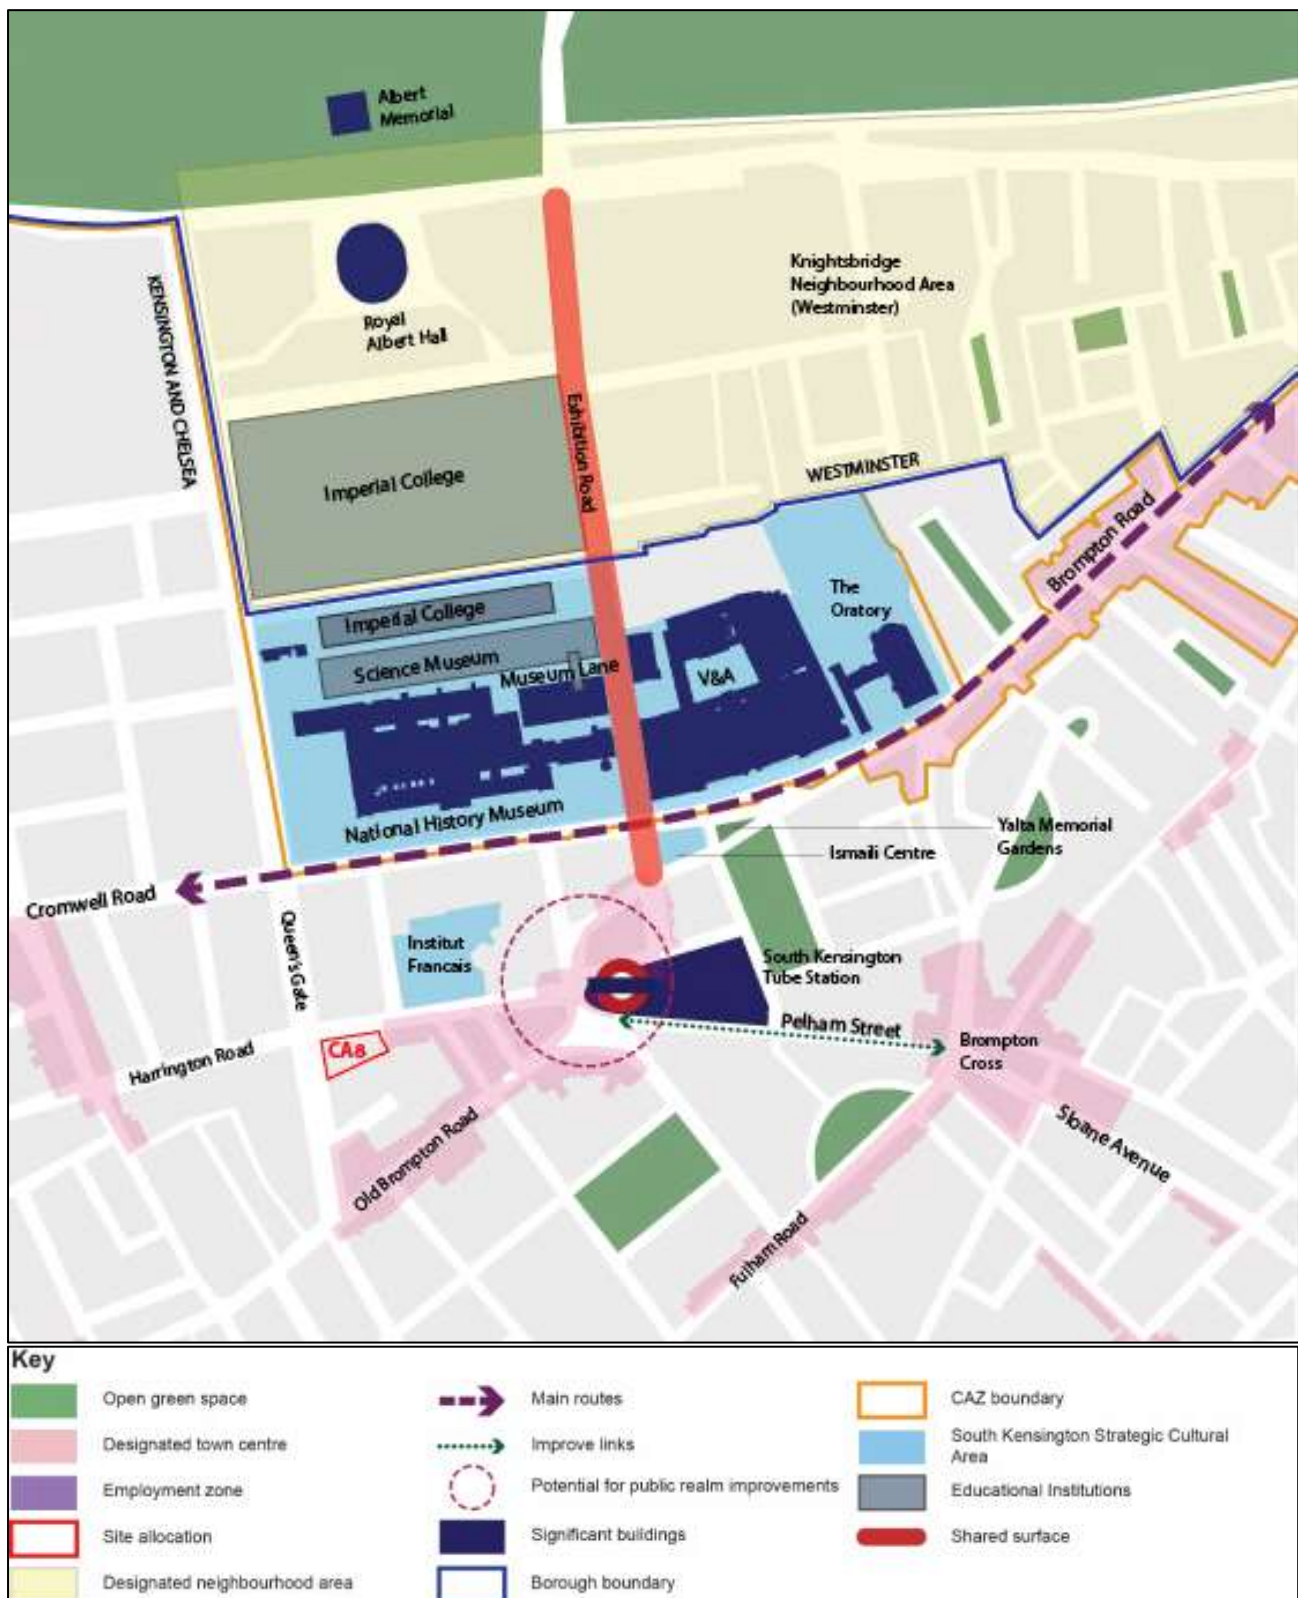 Albert
Memorial
KENSINGTON AND CHELSEA
Royal
Albert Hall
Knightsbridge
Neighbourhood Area
(Westminster)
Exhibition Road
Imperial College
WESTMINSTER
Brompton Road
The
Oratory
Imperial College
Science Museum
Museum Lane
V&A
National History Museum
Yalta Memorial
Gardens
Ismaili Centre
Cromwell Road
Queen's Gate
Institut
Francais
South Kensington
Tube Station
Pelham Street
Brompton
Cross
Harrington Road
CA8
Old Brompton Road
Sloane Avenue
Fulham Road
Key
Open green space
Designated town centre
Employment zone
Site allocation
Designated neighbourhood area
Main routes
Improve links
Potential for public realm improvements
Significant buildings
Borough boundary
CAZ boundary
South Kensington Strategic Cultural
Area
Educational Institutions
Shared surface